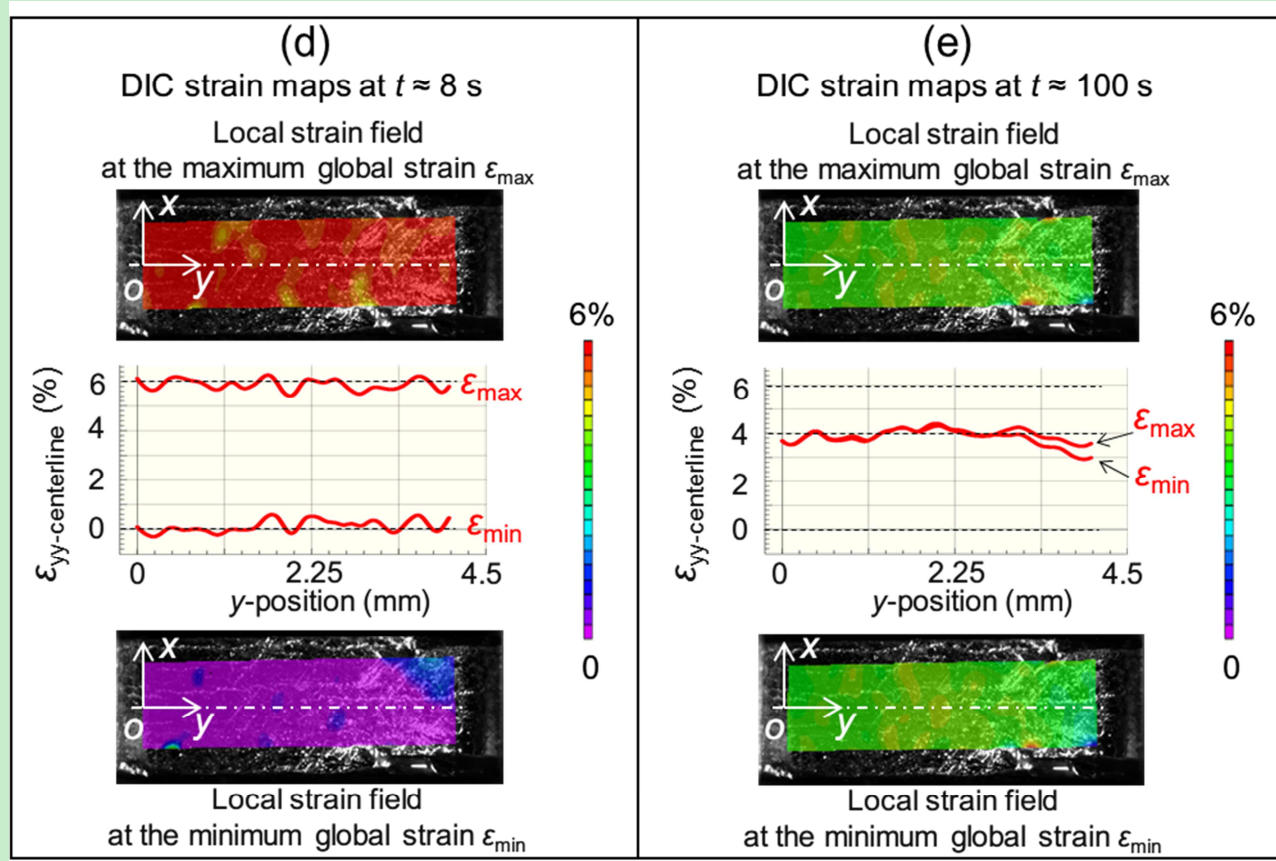 (d)
DIC strain maps at t ≈ 8 s
Local strain field
at the maximum global strain εmax
x
y
o
6%
εyy-centerline (%)
6
4
2
0
εmax
εmin
0
2.25
4.5
y-position (mm)
0
x
y
o
Local strain field
at the minimum global strain εmin
(e)
DIC strain maps at t ≈ 100 s
Local strain field
at the maximum global strain εmax
x
y
o
6%
εyy-centerline (%)
6
4
2
0
εmax
εmin
0
2.25
4.5
y-position (mm)
0
x
y
o
Local strain field
at the minimum global strain εmin